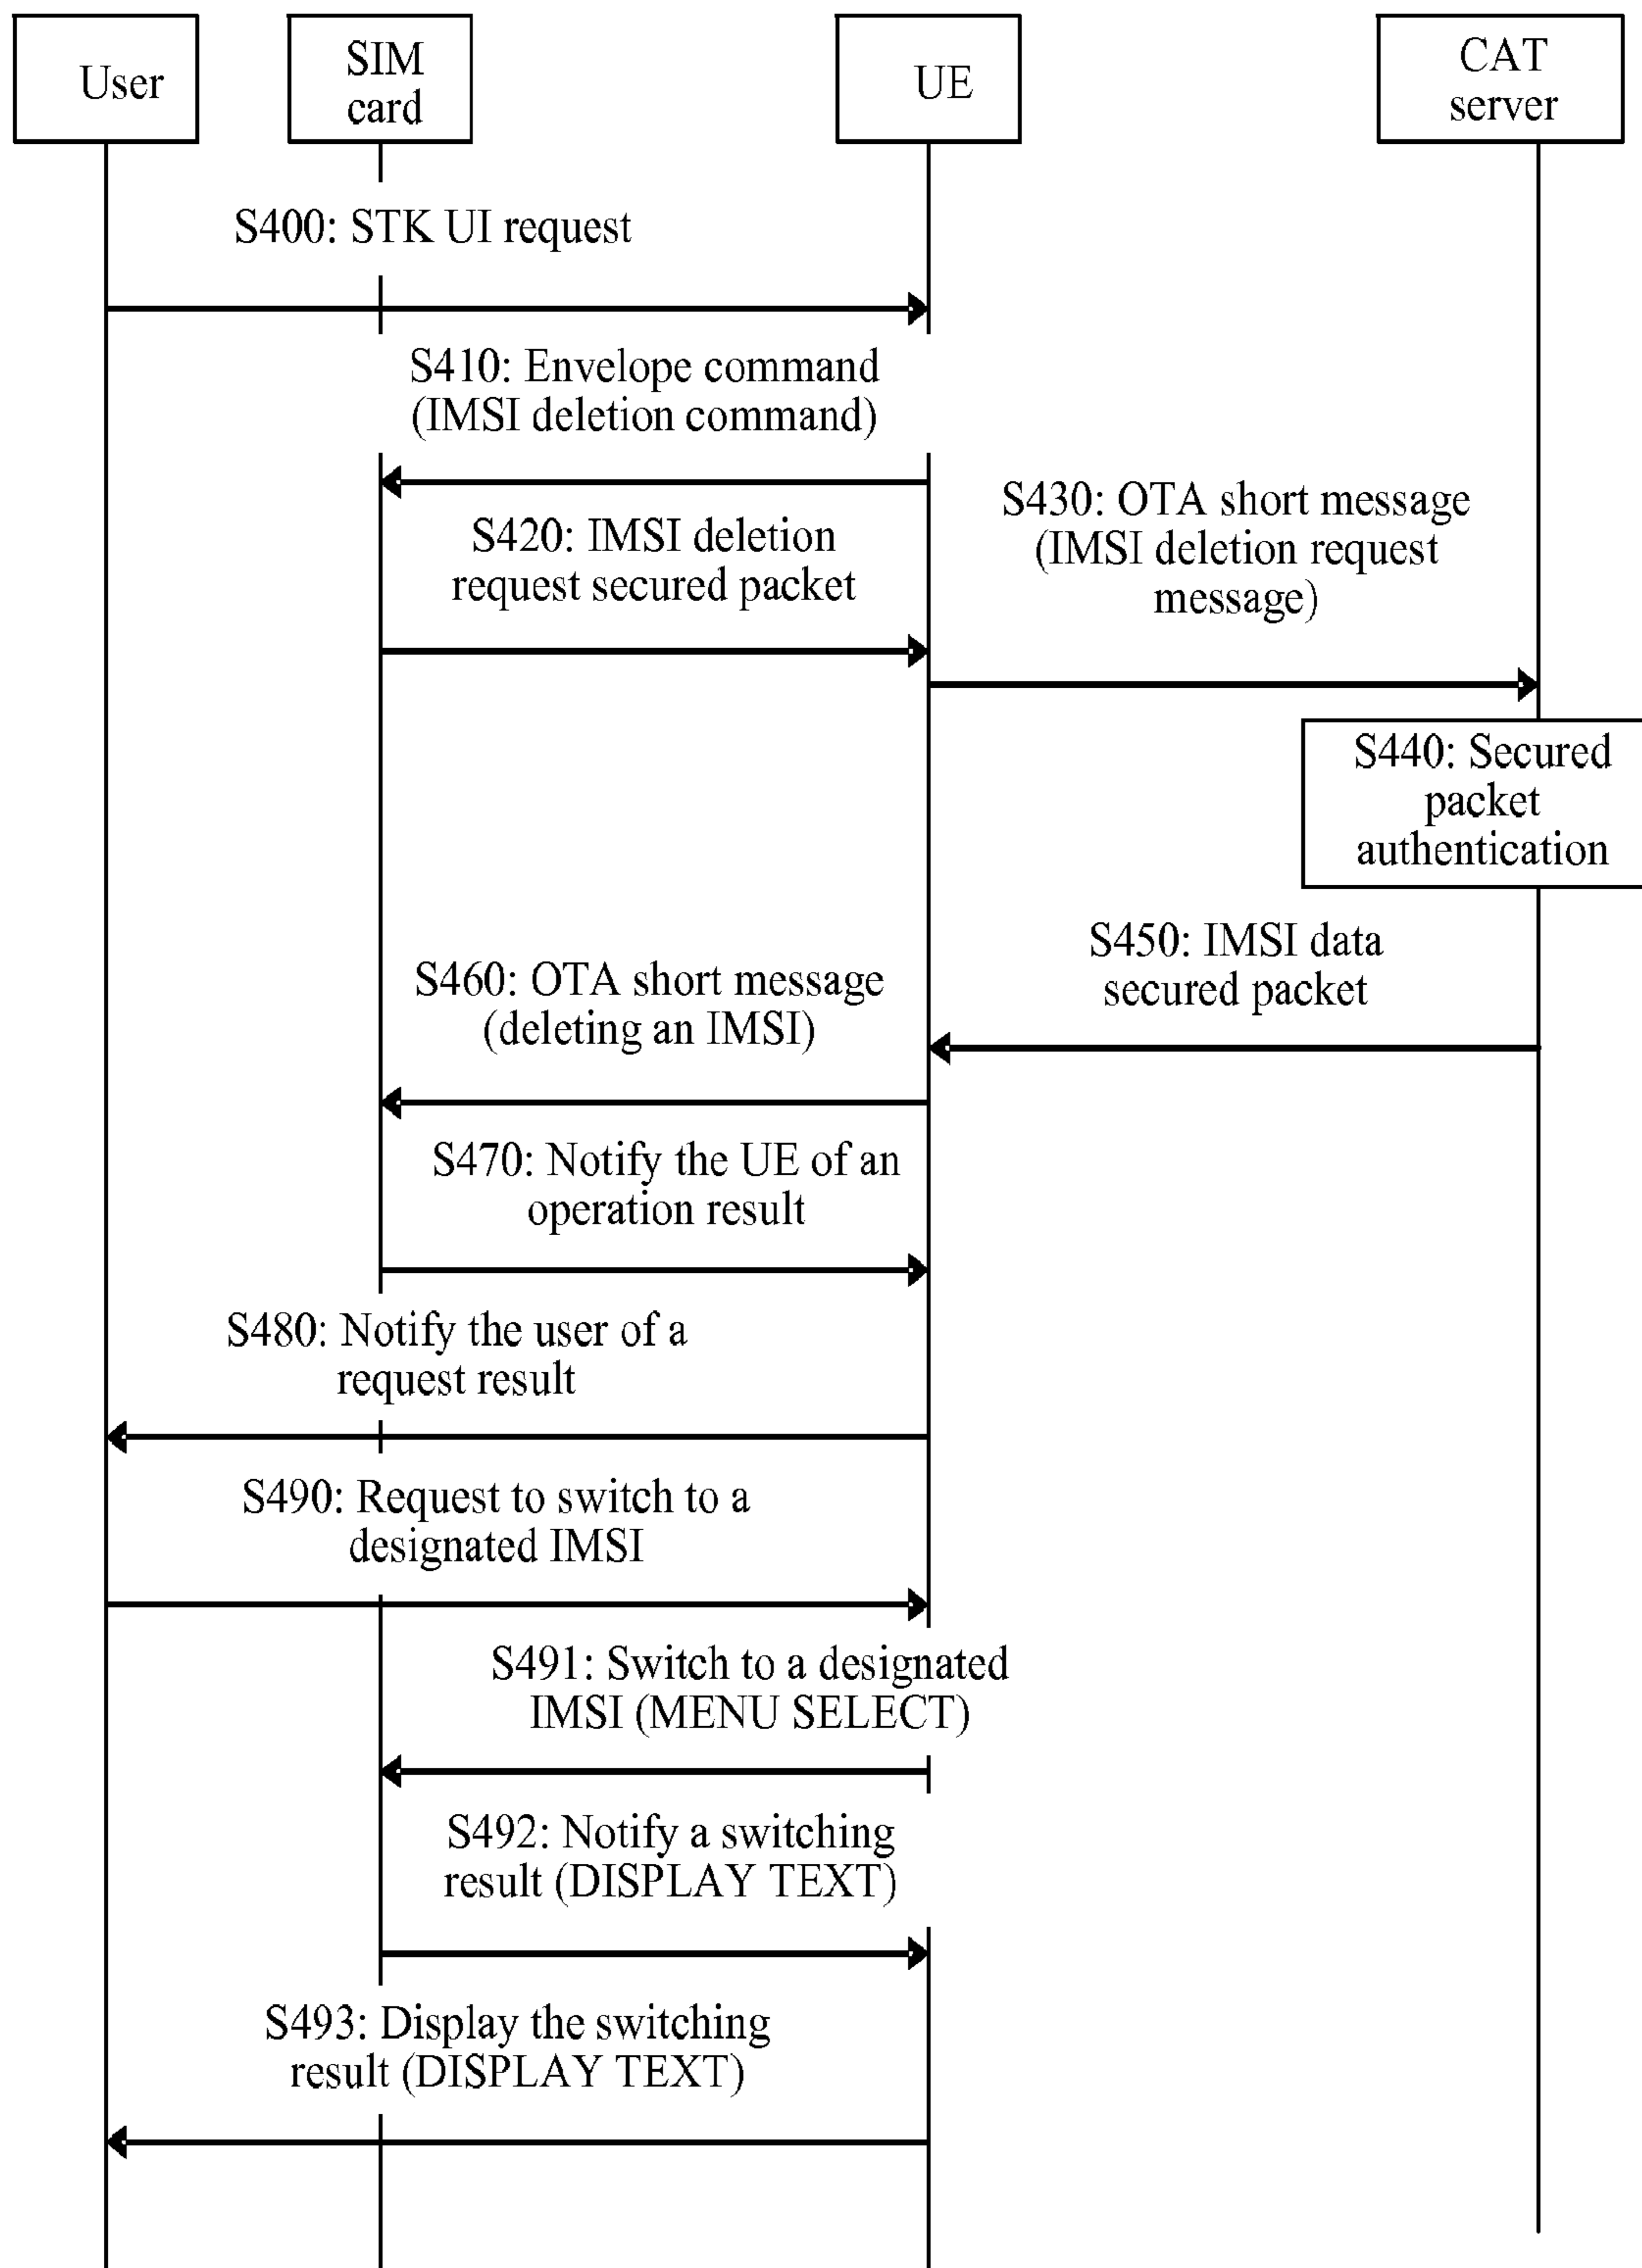 User
SIM
card
UE
CAT
server
S400: STK UI request
S410: Envelope command
(IMSI deletion command)
S420: IMSI deletion
request secured packet
S430: OTA short message
(IMSI deletion request
message)
S440: Secured
packet
authentication
S450: IMSI data
secured packet
S460: OTA short message
(deleting an IMSI)
S470: Notify the UE of an
operation result
S480: Notify the user of a
request result
S490: Request to switch to a
designated IMSI
S491: Switch to a designated
IMSI (MENU SELECT)
S492: Notify a switching
result (DISPLAY TEXT)
S493: Display the switching
result (DISPLAY TEXT)